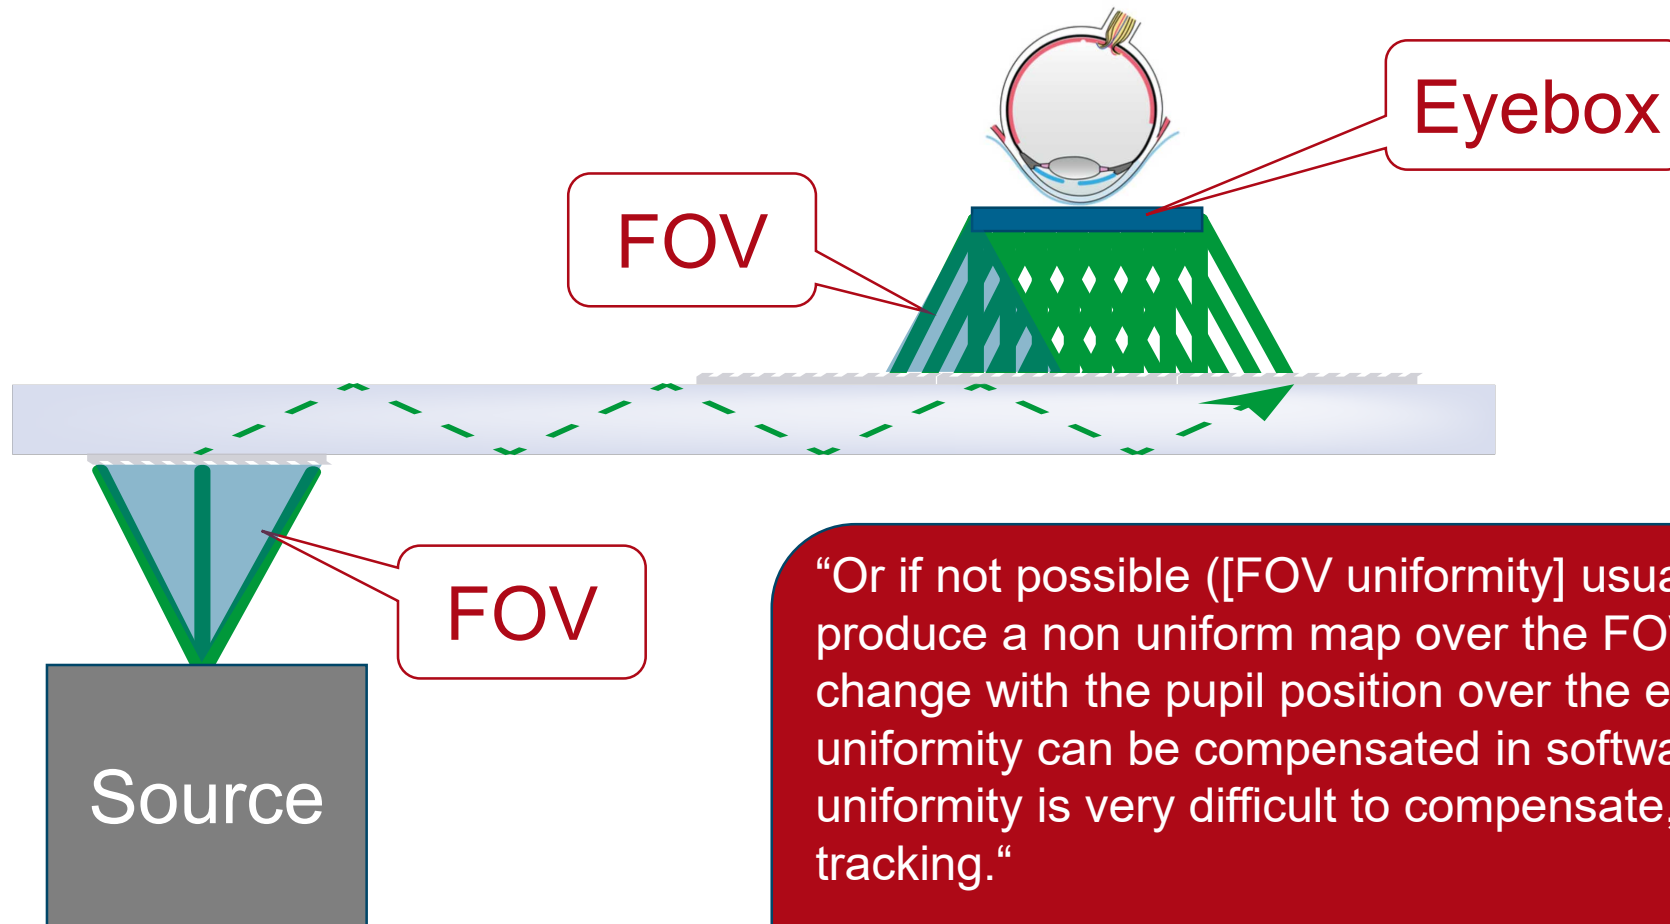 Eyebox
FOV
FOV
Source
“Or if not possible ([FOV uniformity] usua
produce a non uniform map over the FO
change with the pupil position over the e
uniformity can be compensated in softwa
uniformity is very difficult to compensate,
tracking.“